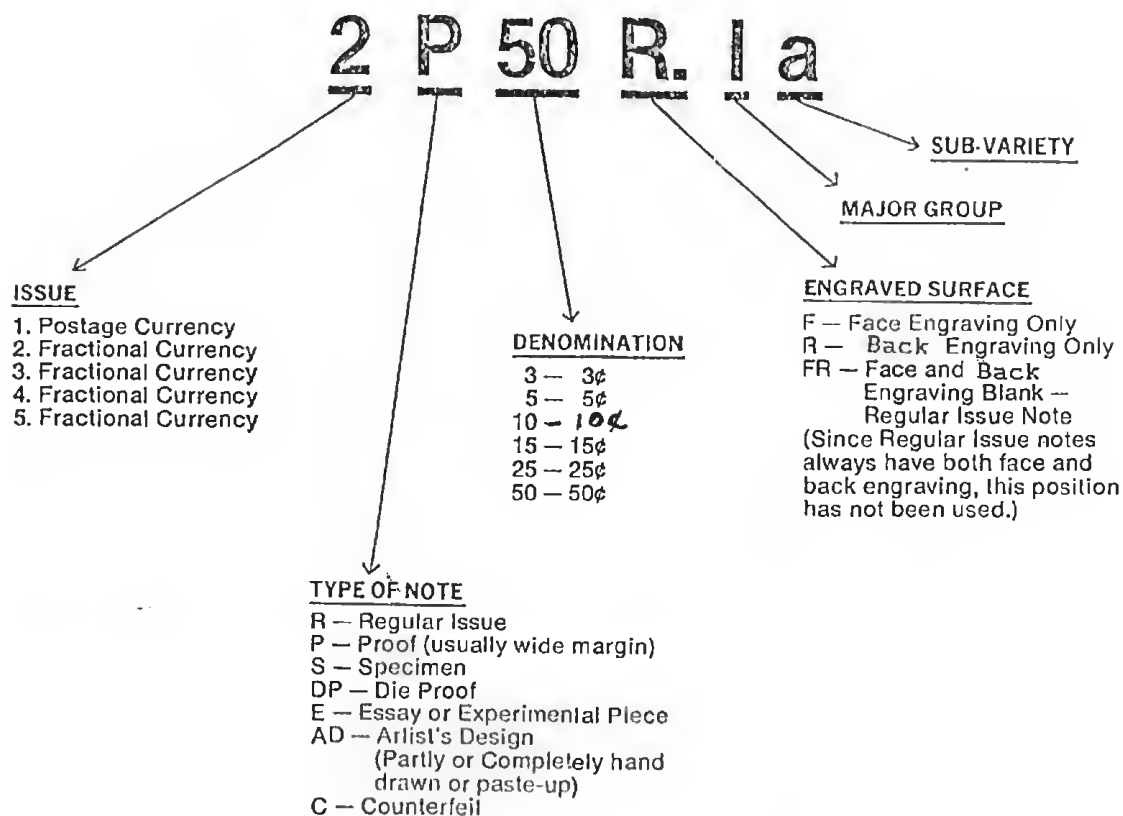 2 P 50 R. 1 a
SUB-VARIETY
MAJOR GROUP
ISSUE
1. Postage Currency
2. Fractional Currency
3. Fractional Currency
4. Fractional Currency
5. Fractional Currency
DENOMINATION
3 — 3¢
5 — 5¢
10 — 10¢
15 — 15¢
25 — 25¢
50 — 50¢
ENGRAVED SURFACE
F — Face Engraving Only
R — Back Engraving Only
FR — Face and Back
Engraving Blank —
Regular Issue Note
(Since Regular Issue notes
always have both face and
back engraving, this position
has not been used.)
TYPE OF NOTE
R — Regular Issue
P — Proof (usually wide margin)
S — Specimen
DP — Die Proof
E — Essay or Experimental Piece
AD — Artist's Design
(Partly or Completely hand
drawn or paste-up)
C — Counterfeit